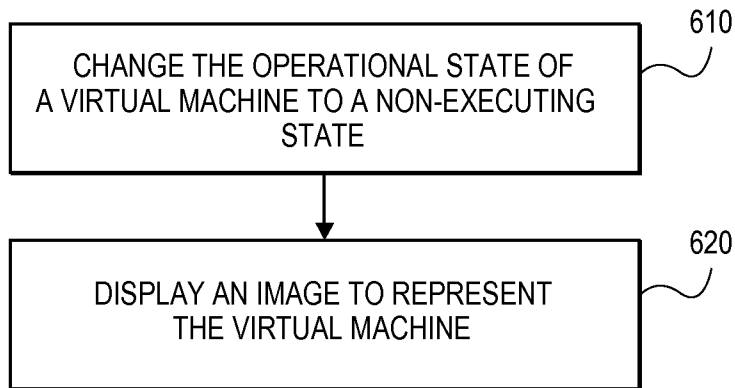 610
CHANGE THE OPERATIONAL STATE OF
A VIRTUAL MACHINE TO A NON-EXECUTING
STATE
620
DISPLAY AN IMAGE TO REPRESENT
THE VIRTUAL MACHINE